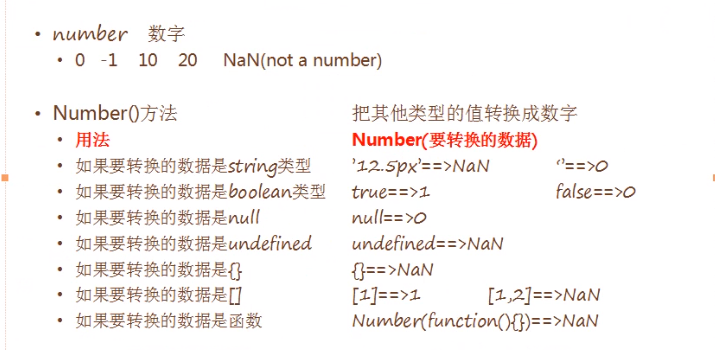 • number 数字
• 0 -1 10 20 NaN(not a number)
• Number()方法 把其他类型的值转换成数字
• 用法 Number(要转换的数据)
• 如果要转换的数据是string类型 '12.5px'==>NaN ''==>0
• 如果要转换的数据是boolean类型 true==>1 false==>0
• 如果要转换的数据是null null==>0
• 如果要转换的数据是undefined undefined==>NaN
• 如果要转换的数据是{} {}==>NaN
• 如果要转换的数据是[] [1]==>1 [1,2]==>NaN
• 如果要转换的数据是函数 Number(function(){})==>NaN